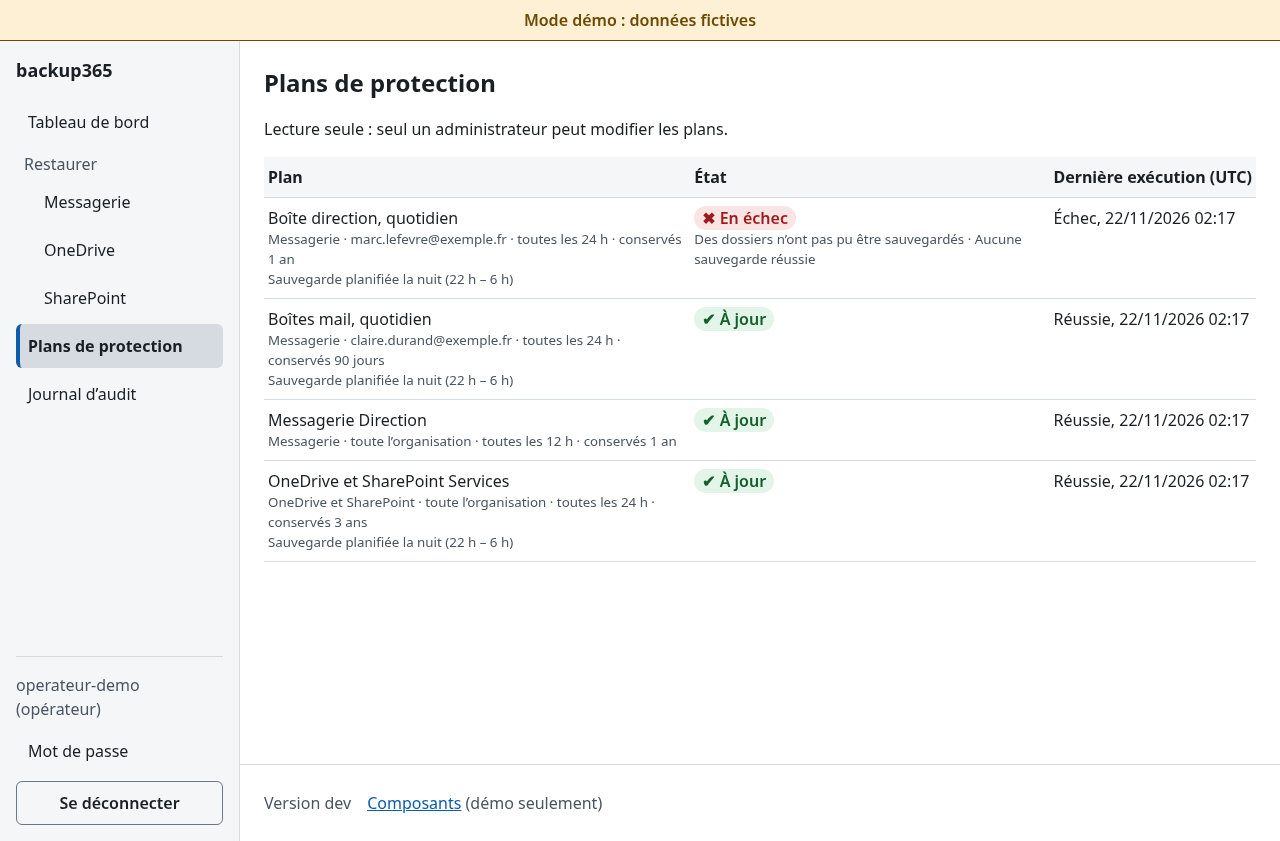 Mode démo : données fictives
backup365
Tableau de bord
Restaurer
Messagerie
OneDrive
SharePoint
Plans de protection
Journal d’audit
operateur-demo
(opérateur)
Mot de passe
Se déconnecter
Plans de protection
Lecture seule : seul un administrateur peut modifier les plans.
Plan État Dernière exécution (UTC)
Boîte direction, quotidien ✖ En échec Échec, 22/11/2026 02:17
Messagerie · marc.lefevre@exemple.fr · toutes les 24 h · conservés Des dossiers n’ont pas pu être sauvegardés · Aucune
1 an sauvegarde réussie
Sauvegarde planifiée la nuit (22 h – 6 h)
Boîtes mail, quotidien ✔ À jour Réussie, 22/11/2026 02:17
Messagerie · claire.durand@exemple.fr · toutes les 24 h ·
conservés 90 jours
Sauvegarde planifiée la nuit (22 h – 6 h)
Messagerie Direction ✔ À jour Réussie, 22/11/2026 02:17
Messagerie · toute l’organisation · toutes les 12 h · conservés 1 an
OneDrive et SharePoint Services ✔ À jour Réussie, 22/11/2026 02:17
OneDrive et SharePoint · toute l’organisation · toutes les 24 h ·
conservés 3 ans
Sauvegarde planifiée la nuit (22 h – 6 h)
Version dev Composants (démo seulement)